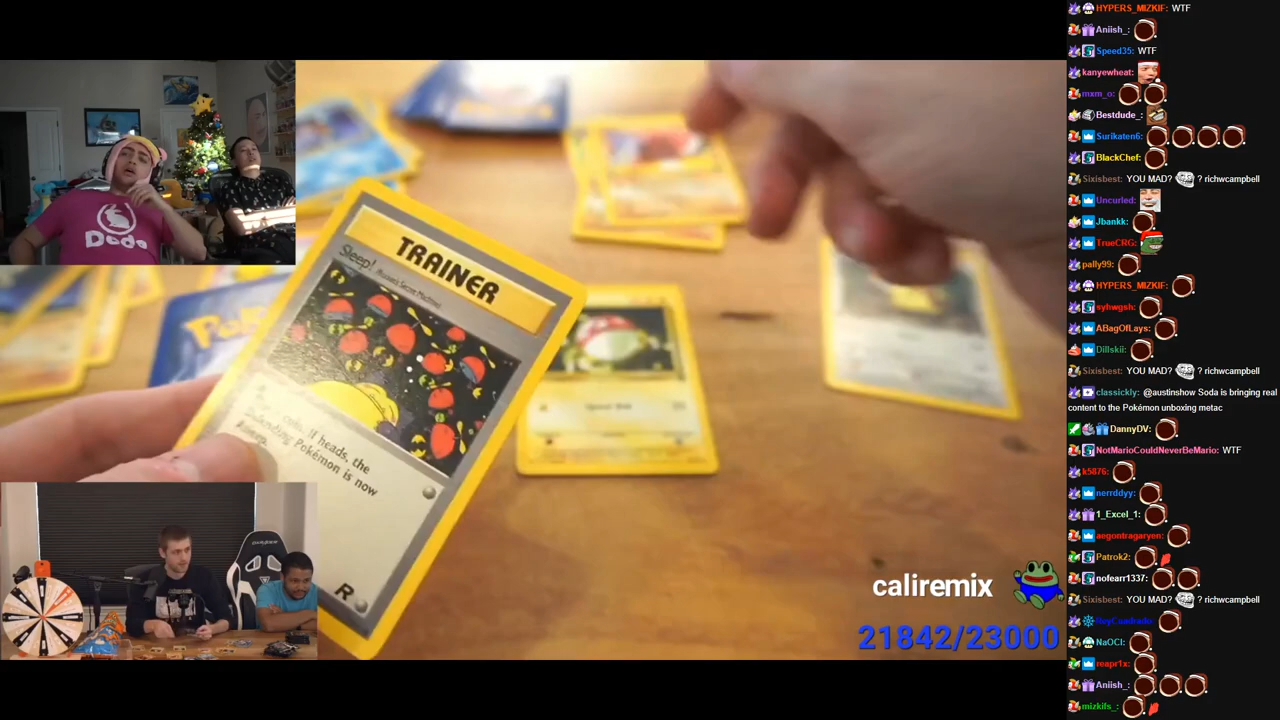 TRAINER
Sleep!
If heads, the
Defending Pokémon is now
R
Dodo
caliremix
21842/23000
HYPERS_MIZKIF: WTF
Aniish_:
Speed35: WTF
kanyewheat:
mxm_o:
Bestdude_:
Surikaten6:
BlackChef:
Sixisbest: YOU MAD? ? richwcampbell
Uncurled:
Jbankk:
TrueCRG:
pally99:
HYPERS_MIZKIF:
syhwgsh:
ABagOfLays:
Dillskii:
Sixisbest: YOU MAD? ? richwcampbell
classickly: @austinshow Soda is bringing real
content to the Pokémon unboxing metac
DannyDV:
NotMarioCouldNeverBeMario: WTF
k5876:
nerrddyy:
1_Excel_1:
aegontragaryen:
Patrok2:
nofearr1337:
Sixisbest: YOU MAD? ? richwcampbell
ReyCuadrado:
NaOCl:
reapr1x:
Aniish_:
mizkifs_: